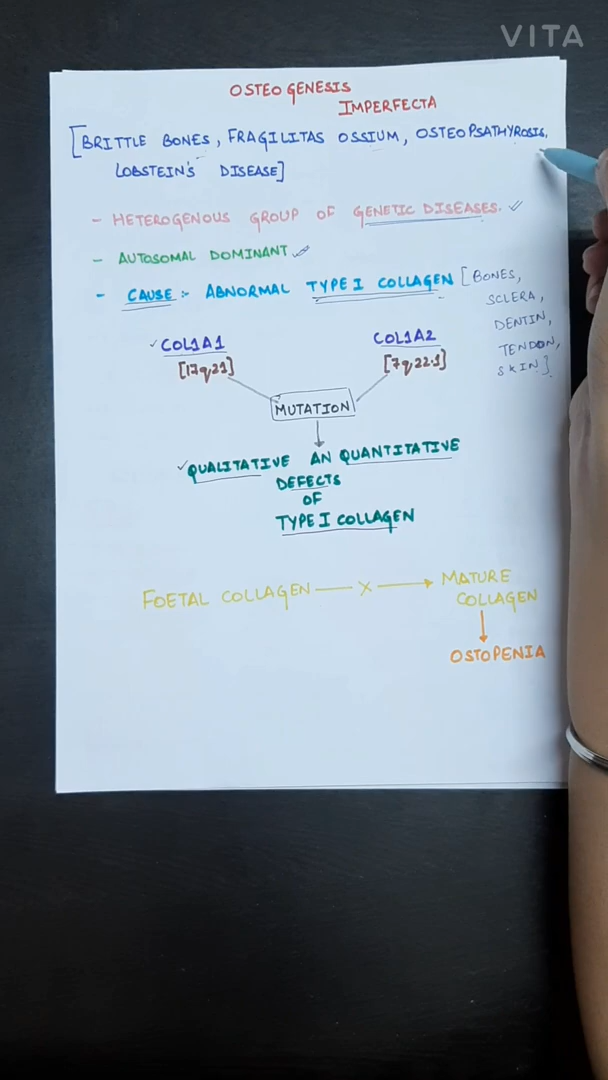 VITA
OSTEOGENESIS
IMPERFECTA
[BRITTLE BONES, FRAGILITAS OSSIUM, OSTEOPSATHYROSIS,
LOBSTEIN'S DISEASE]
- HETEROGENOUS GROUP OF GENETIC DISEASES. ✓
- AUTOSOMAL DOMINANT ✓
- CAUSE :- ABNORMAL TYPE I COLLAGEN [BONES,
SCLERA,
DENTIN,
TENDON,
SKIN]
✓ COL1A1
[17q21]
COL1A2
[7q22.1]
MUTATION
✓ QUALITATIVE AN QUANTITATIVE
DEFECTS
OF
TYPE I COLLAGEN
FOETAL COLLAGEN — X → MATURE
COLLAGEN
↓
OSTOPENIA